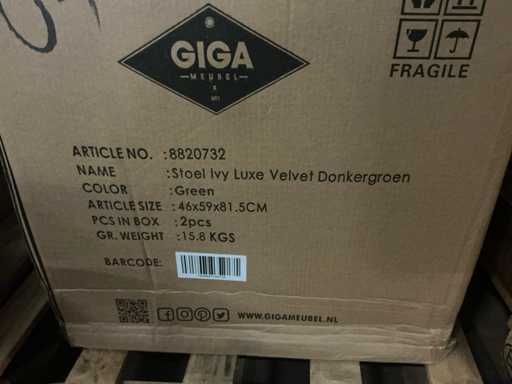 GIGA
MEUBEL
X
FRAGILE
ARTICLE NO. :8820732
NAME :Stoel Ivy Luxe Velvet Donkergroen
COLOR :Green
ARTICLE SIZE :46x59x81.5CM
PCS IN BOX :2pcs
GR. WEIGHT :15.8 KGS
BARCODE:
WWW.GIGAMEUBEL.NL